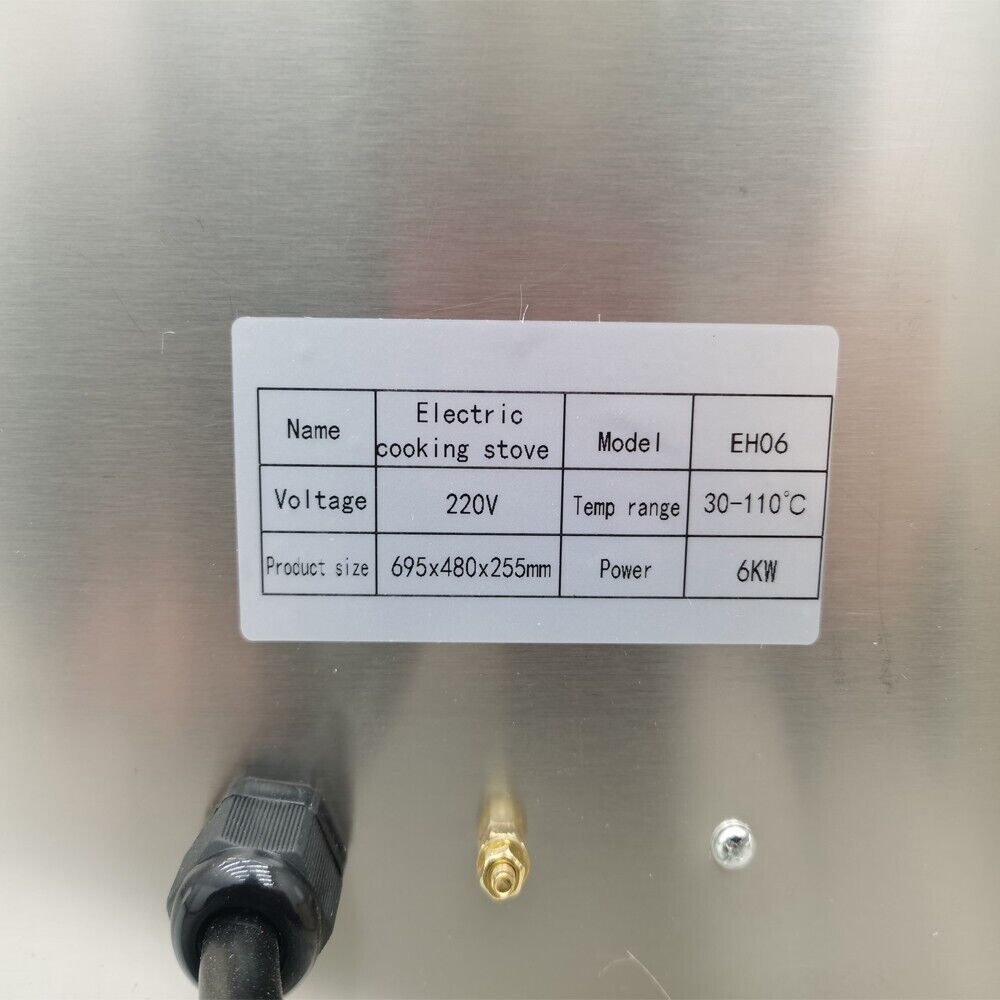 Name Electric cooking stove Model EH06
Voltage 220V Temp range 30-110℃
Product size 695x480x255mm Power 6KW